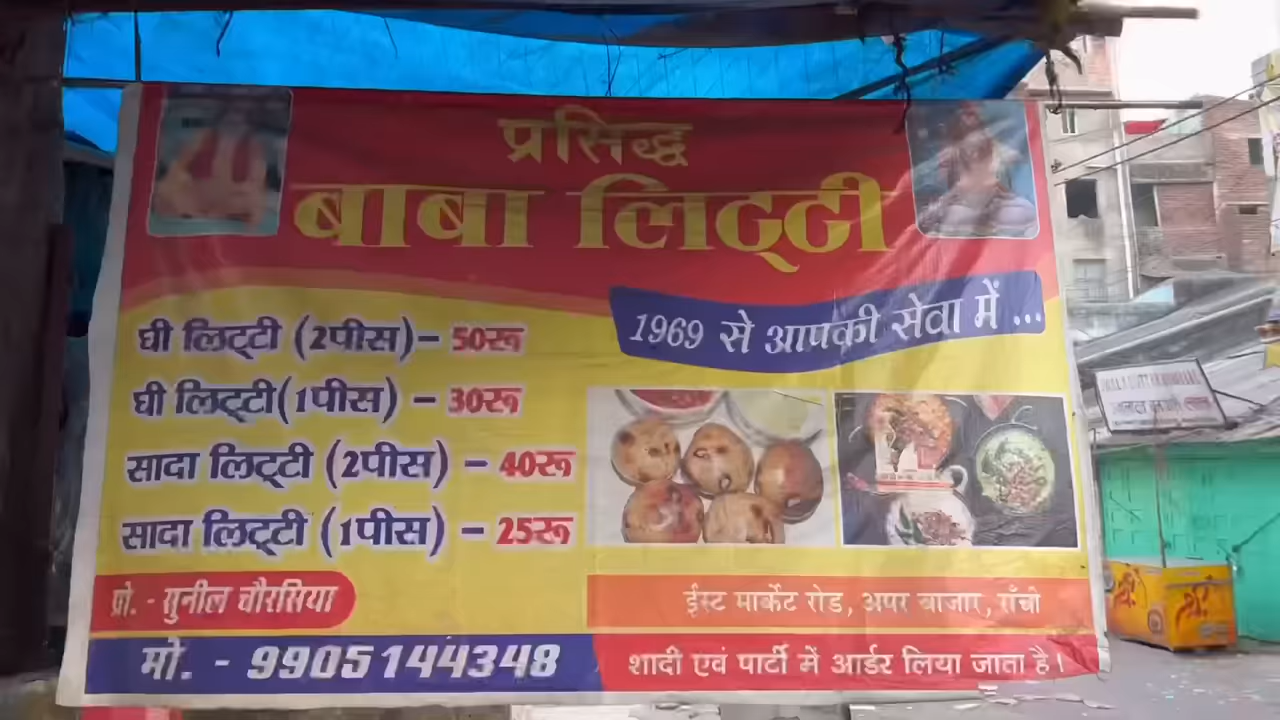 प्रसिद्ध
बाबा लिट्टी
1969 से आपकी सेवा में ...
घी लिट्टी (2पीस)– 50रू
घी लिट्टी(1पीस) – 30रू
सादा लिट्टी (2पीस) – 40रू
सादा लिट्टी (1पीस) – 25रू
प्रो. - सुनील चौरसिया
ईस्ट मार्केट रोड, अपर बाजार, राँची
मो. - 9905144348
शादी एवं पार्टी में आर्डर लिया जाता है।